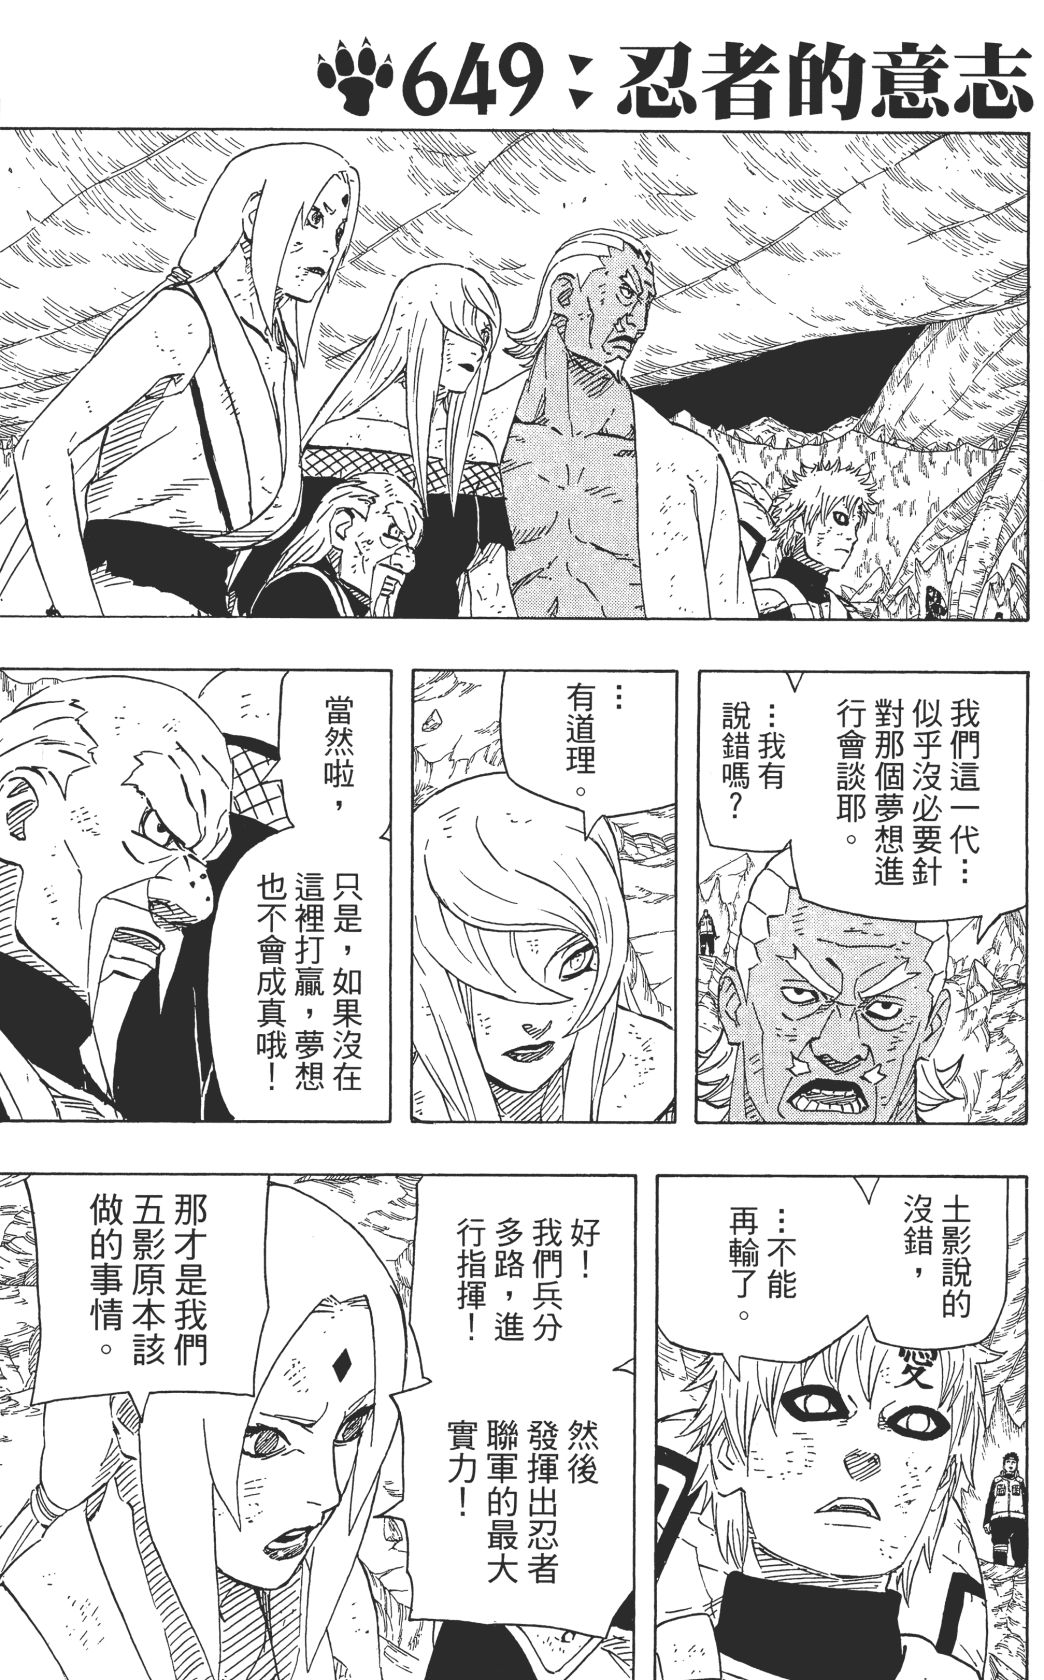 649：忍者的意志
我們這一代…
似乎沒必要針
對那個夢想進
行會談耶。
…我有
說錯嗎？
…
有道理。
當然啦，
只是，如果沒在
這裡打贏，夢想
也不會成真哦！
土影說的
沒錯，
…不能
再輸了。
愛
好！
我們兵分
多路，進
行指揮！
然後
發揮出忍者
聯軍的最大
實力！
那才是我們
五影原本該
做的事情。